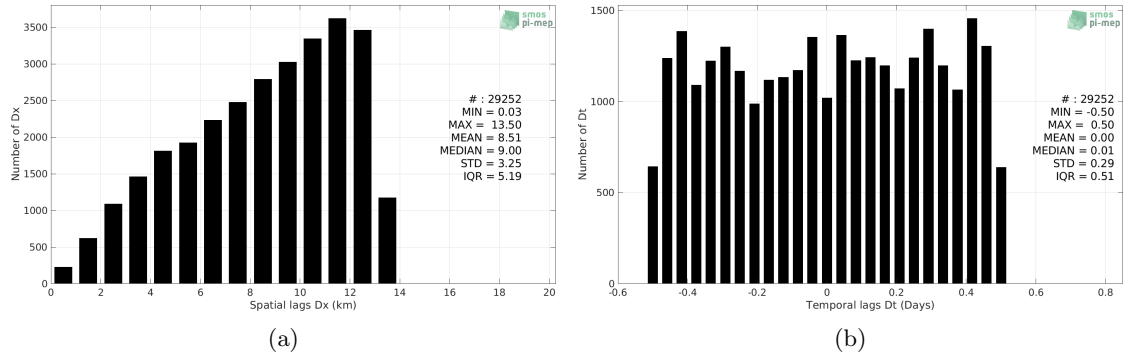 3500
3000
2500
2000
1500
1000
500
0
Number of Dx
smos
pi-mep
# : 29252
MIN = 0.03
MAX = 13.50
MEAN = 8.51
MEDIAN = 9.00
STD = 3.25
IQR = 5.19
0 2 4 6 8 10 12 14 16 18 20
Spatial lags Dx (km)
(a)
1500
1000
500
0
Number of Dt
smos
pi-mep
# : 29252
MIN = -0.50
MAX = 0.50
MEAN = 0.00
MEDIAN = 0.01
STD = 0.29
IQR = 0.51
-0.6 -0.4 -0.2 0 0.2 0.4 0.6 0.8
Temporal lags Dt (Days)
(b)